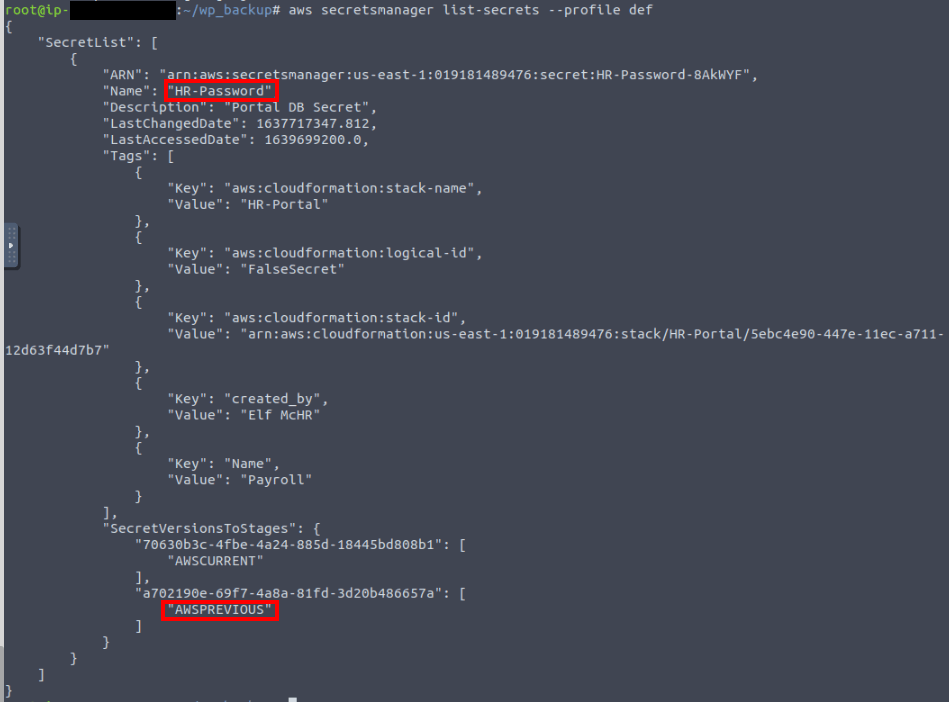 root@ip- :~/wp_backup# aws secretsmanager list-secrets --profile def
{
    "SecretList": [
        {
            "ARN": "arn:aws:secretsmanager:us-east-1:019181489476:secret:HR-Password-8AkWYF",
            "Name": "HR-Password"
            "Description": "Portal DB Secret",
            "LastChangedDate": 1637717347.812,
            "LastAccessedDate": 1639699200.0,
            "Tags": [
                {
                    "Key": "aws:cloudformation:stack-name",
                    "Value": "HR-Portal"
                },
                {
                    "Key": "aws:cloudformation:logical-id",
                    "Value": "FalseSecret"
                },
                {
                    "Key": "aws:cloudformation:stack-id",
                    "Value": "arn:aws:cloudformation:us-east-1:019181489476:stack/HR-Portal/5ebc4e90-447e-11ec-a711-
12d63f44d7b7"
                },
                {
                    "Key": "created_by",
                    "Value": "Elf McHR"
                },
                {
                    "Key": "Name",
                    "Value": "Payroll"
                }
            ],
            "SecretVersionsToStages": {
                "70630b3c-4fbe-4a24-885d-18445bd808b1": [
                    "AWSCURRENT"
                ],
                "a702190e-69f7-4a8a-81fd-3d20b486657a": [
                    "AWSPREVIOUS"
                ]
            }
        }
    ]
}